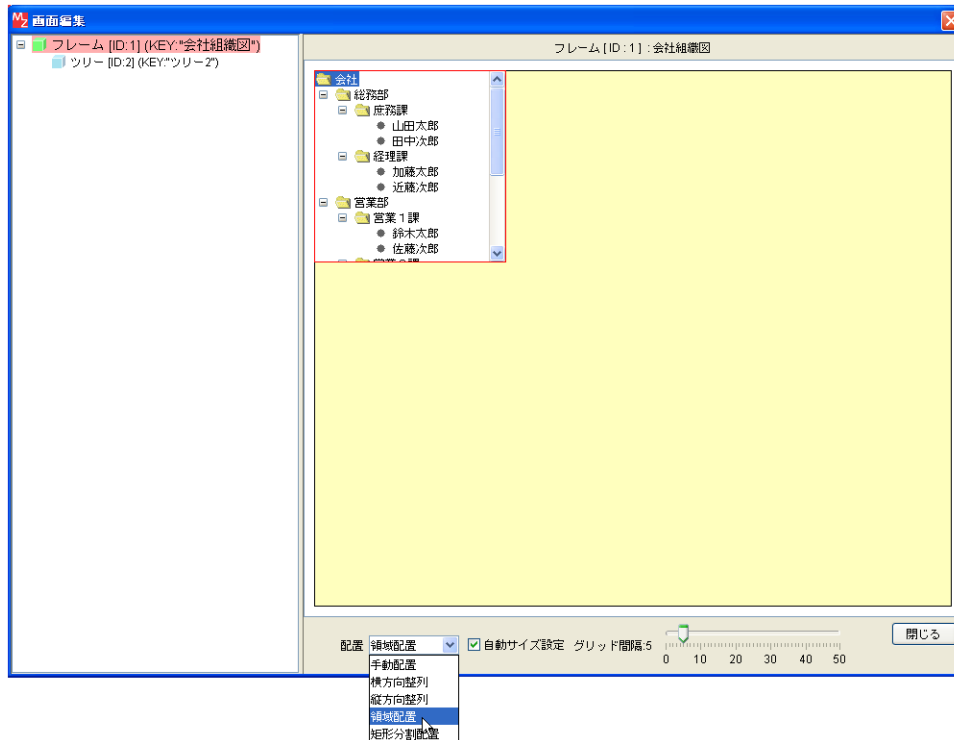 画面編集
フレーム [ID:1] (KEY:"会社組織図")
ツリー [ID:2] (KEY:"ツリー2")
フレーム [ ID : 1 ] : 会社組織図
会社
総務部
庶務課
山田太郎
田中次郎
経理課
加藤太郎
近藤次郎
営業部
営業1課
鈴木太郎
佐藤次郎
配置 領域配置 自動サイズ設定 グリッド間隔:5
0 10 20 30 40 50
閉じる
手動配置
横方向整列
縦方向整列
領域配置
矩形分割配置